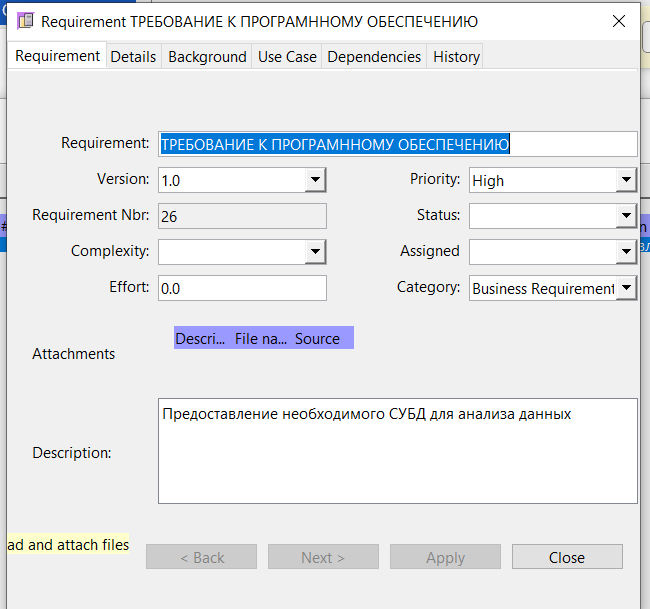 Requirement ТРЕБОВАНИЕ К ПРОГРАМННОМУ ОБЕСПЕЧЕНИЮ
Requirement Details Background Use Case Dependencies History
Requirement: ТРЕБОВАНИЕ К ПРОГРАМННОМУ ОБЕСПЕЧЕНИЮ
Version: 1.0 Priority: High
Requirement Nbr: 26 Status:
Complexity: Assigned
Effort: 0.0 Category: Business Requirement
Descri... File na... Source
Attachments
Предоставление необходимого СУБД для анализа данных
Description:
ad and attach files
< Back Next > Apply Close